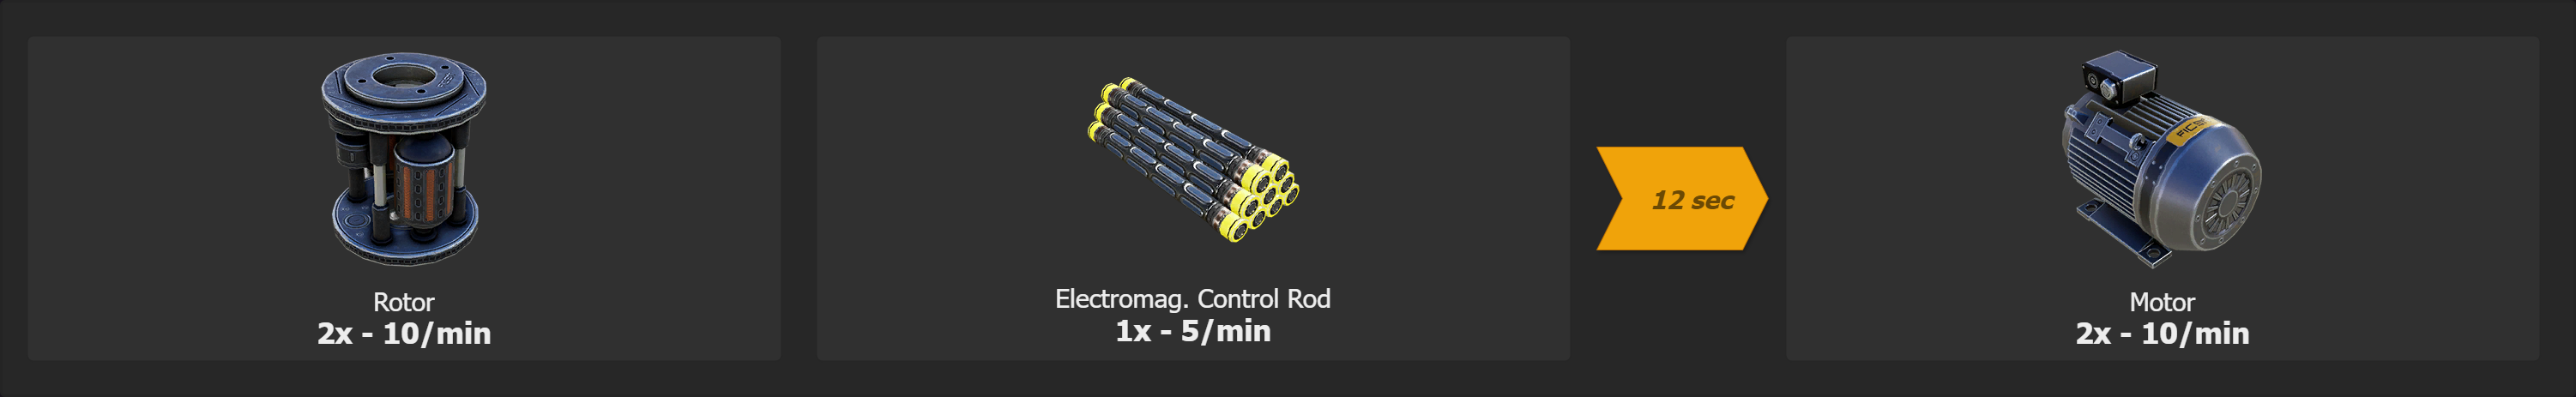 Rotor
2x - 10/min
Electromag. Control Rod
1x - 5/min
12 sec
Motor
2x - 10/min